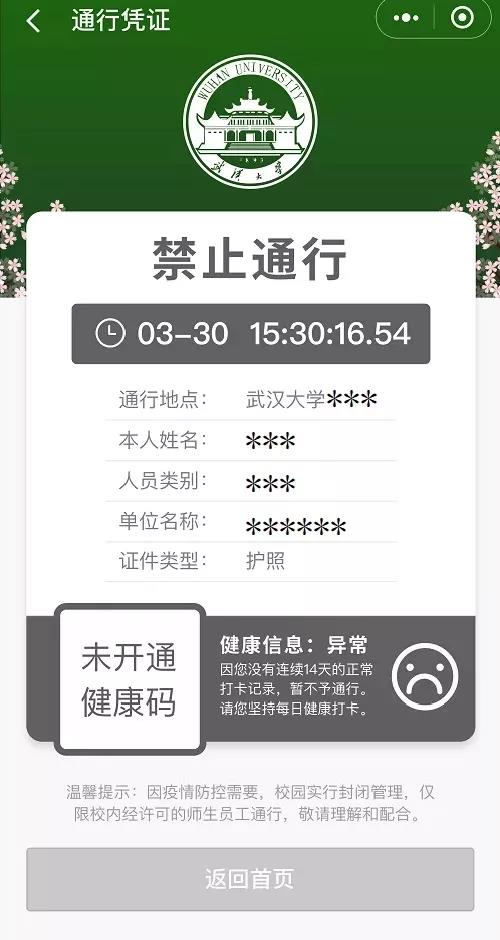 通行凭证
WUHAN UNIVERSITY
1893
武汉大学
禁止通行
03-30 15:30:16.54
通行地点： 武汉大学***
本人姓名： ***
人员类别： ***
单位名称： ******
证件类型： 护照
未开通
健康码
健康信息：异常
因您没有连续14天的正常
打卡记录，暂不予通行。
请您坚持每日健康打卡。
温馨提示：因疫情防控需要，校园实行封闭管理，仅
限校内经许可的师生员工通行，敬请理解和配合。
返回首页